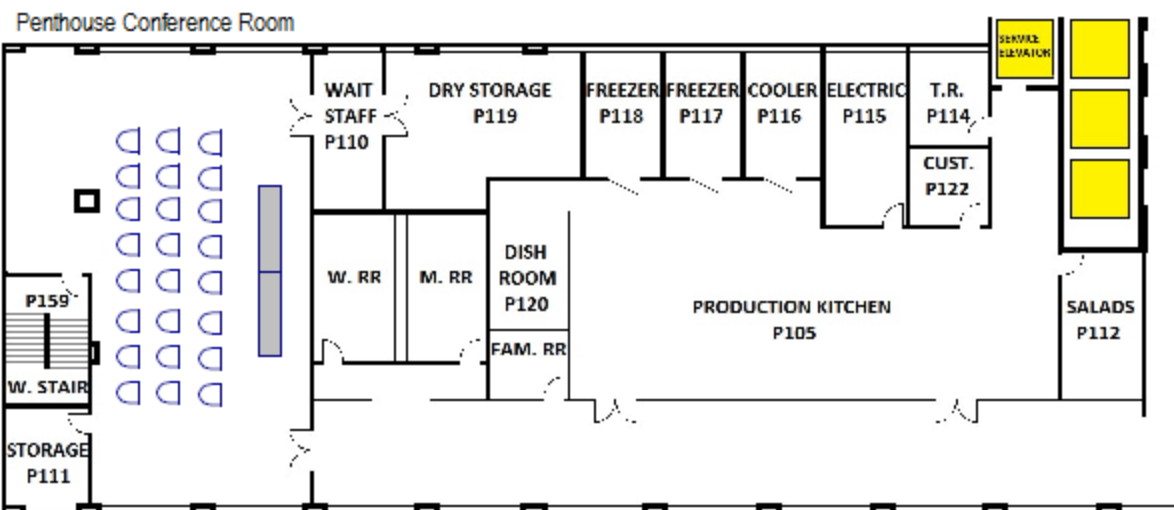 Penthouse Conference Room
SERVICE
ELEVATOR
WAIT
STAFF
P110
DRY STORAGE
P119
FREEZER
P118
FREEZER
P117
COOLER
P116
ELECTRIC
P115
T.R.
P114
CUST.
P122
P159
W. STAIR
STORAGE
P111
W. RR
M. RR
DISH
ROOM
P120
FAM. RR
PRODUCTION KITCHEN
P105
SALADS
P112